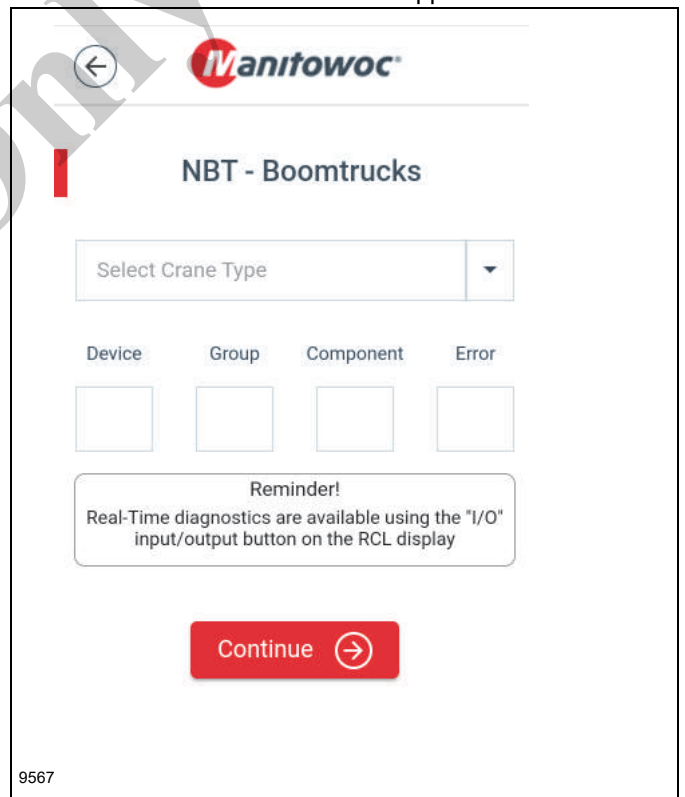 Manitowoc
NBT - Boomtrucks
Select Crane Type
Device Group Component Error
Reminder!
Real-Time diagnostics are available using the "I/O"
input/output button on the RCL display
Continue
9567